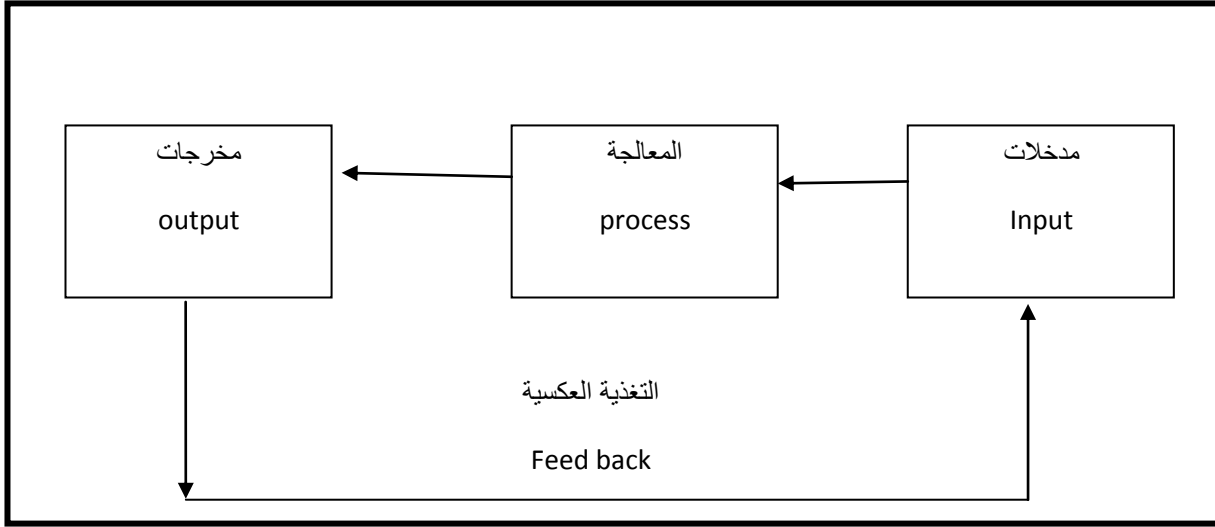 مدخلات
Input
المعالجة
process
مخرجات
output
التغذية العكسية
Feed back